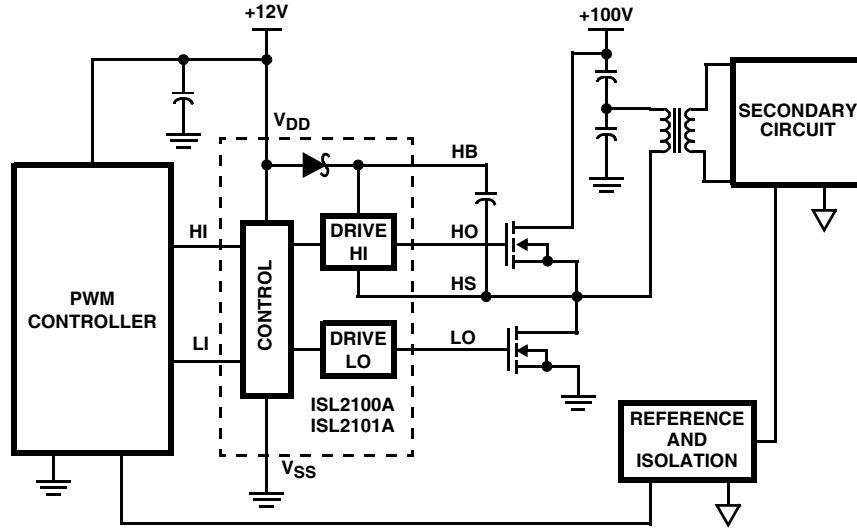 +12V
+100V
SECONDARY
CIRCUIT
VDD
HB
HI
DRIVE
HI
HO
HS
PWM
CONTROLLER
CONTROL
LI
DRIVE
LO
LO
ISL2100A
ISL2101A
REFERENCE
AND
ISOLATION
VSS